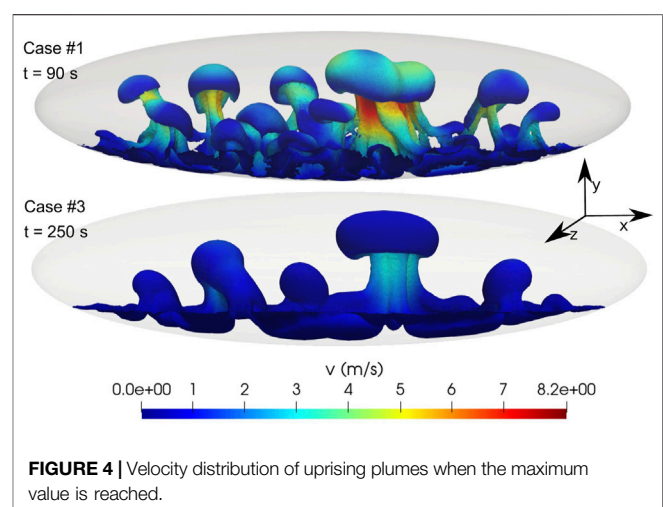 Case #1
t = 90 s
Case #3
t = 250 s
y
x
z
v (m/s)
0.0e+00 1 2 3 4 5 6 7 8.2e+00
FIGURE 4 | Velocity distribution of uprising plumes when the maximum
value is reached.